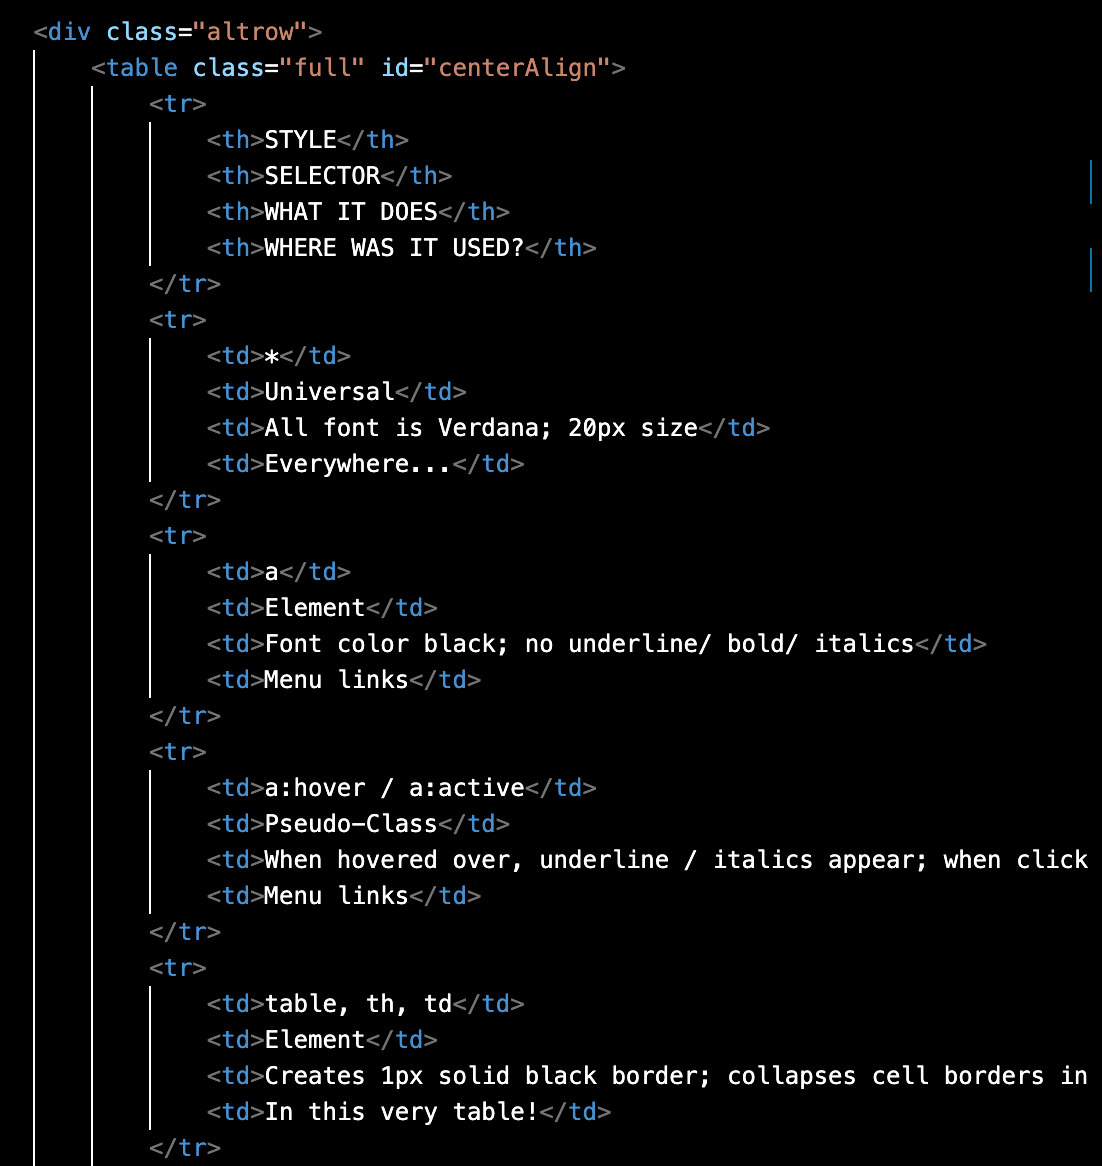 <div class="altrow">
<table class="full" id="centerAlign">
<tr>
<th>STYLE</th>
<th>SELECTOR</th>
<th>WHAT IT DOES</th>
<th>WHERE WAS IT USED?</th>
</tr>
<tr>
<td>*</td>
<td>Universal</td>
<td>All font is Verdana; 20px size</td>
<td>Everywhere...</td>
</tr>
<tr>
<td>a</td>
<td>Element</td>
<td>Font color black; no underline/ bold/ italics</td>
<td>Menu links</td>
</tr>
<tr>
<td>a:hover / a:active</td>
<td>Pseudo-Class</td>
<td>When hovered over, underline / italics appear; when click
<td>Menu links</td>
</tr>
<tr>
<td>table, th, td</td>
<td>Element</td>
<td>Creates 1px solid black border; collapses cell borders in
<td>In this very table!</td>
</tr>